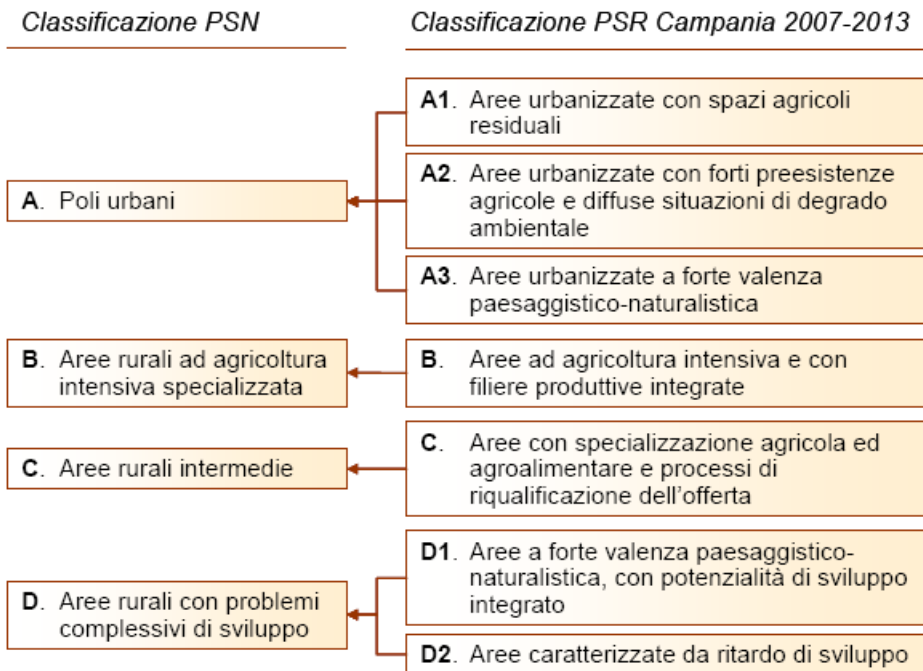 Classificazione PSN
Classificazione PSR Campania 2007-2013
A. Poli urbani
A1. Aree urbanizzate con spazi agricoli
residuali
A2. Aree urbanizzate con forti preesistenze
agricole e diffuse situazioni di degrado
ambientale
A3. Aree urbanizzate a forte valenza
paesaggistico-naturalistica
B. Aree rurali ad agricoltura
intensiva specializzata
B. Aree ad agricoltura intensiva e con
filiere produttive integrate
C. Aree rurali intermedie
C. Aree con specializzazione agricola ed
agroalimentare e processi di
riqualificazione dell'offerta
D. Aree rurali con problemi
complessivi di sviluppo
D1. Aree a forte valenza paesaggistico-
naturalistica, con potenzialità di sviluppo
integrato
D2. Aree caratterizzate da ritardo di sviluppo